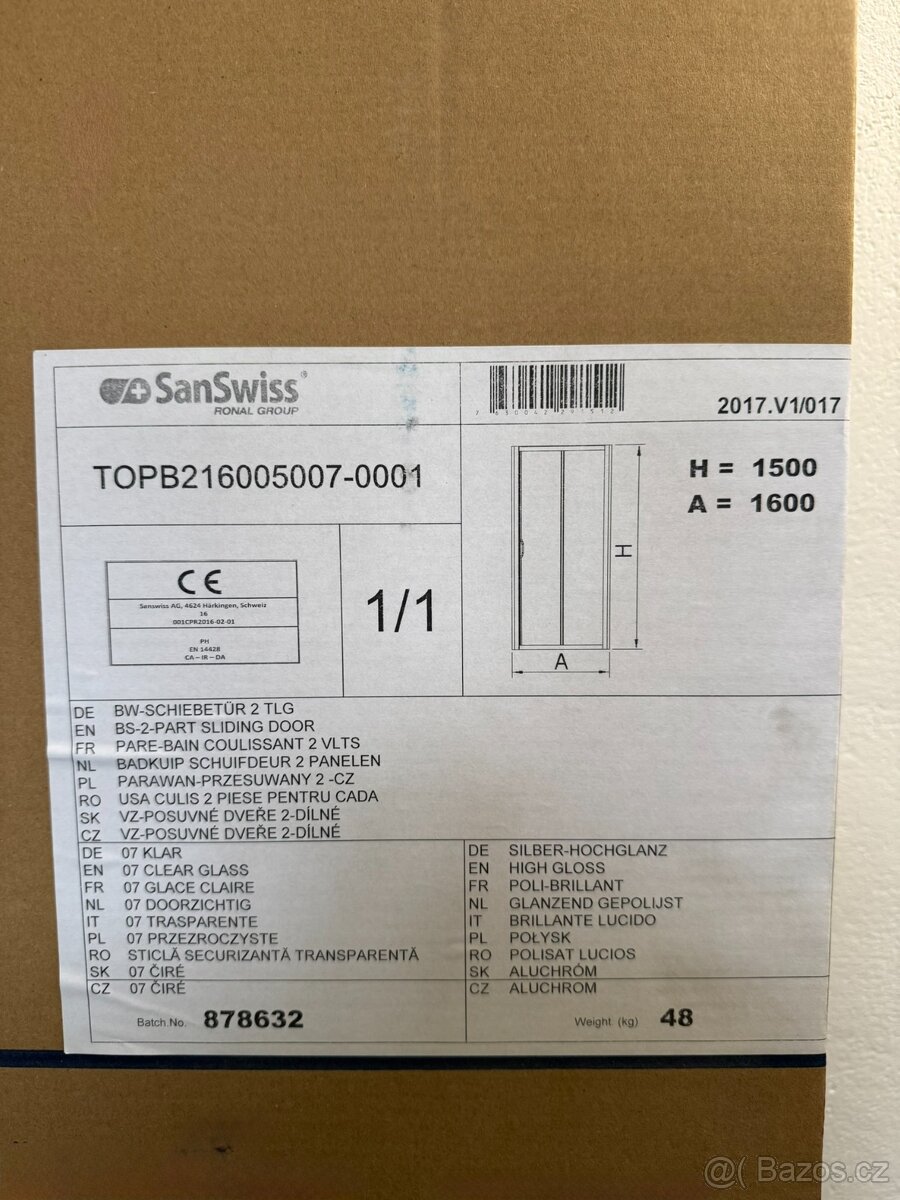 SanSwiss
RONAL GROUP
2017.V1/017
TOPB216005007-0001
H = 1500
A = 1600
H
A
CE
Sanswiss AG, 4624 Härkingen, Schweiz
16
001CPR2016-02-01
PH
EN 14428
CA – IR – DA
1/1
DE BW-SCHIEBETÜR 2 TLG
EN BS-2-PART SLIDING DOOR
FR PARE-BAIN COULISSANT 2 VLTS
NL BADKUIP SCHUIFDEUR 2 PANELEN
PL PARAWAN-PRZESUWANY 2 -CZ
RO USA CULIS 2 PIESE PENTRU CADA
SK VZ-POSUVNÉ DVEŘE 2-DÍLNÉ
CZ VZ-POSUVNÉ DVEŘE 2-DÍLNÉ
DE 07 KLAR
EN 07 CLEAR GLASS
FR 07 GLACE CLAIRE
NL 07 DOORZICHTIG
IT 07 TRASPARENTE
PL 07 PRZEZROCZYSTE
RO STICLĂ SECURIZANTĂ TRANSPARENTĂ
SK 07 ČIRÉ
CZ 07 ČIRÉ
DE SILBER-HOCHGLANZ
EN HIGH GLOSS
FR POLI-BRILLANT
NL GLANZEND GEPOLIJST
IT BRILLANTE LUCIDO
PL POŁYSK
RO POLISAT LUCIOS
SK ALUCHRÓM
CZ ALUCHROM
Batch.No. 878632
Weight (kg) 48
@( Bazoš.cz